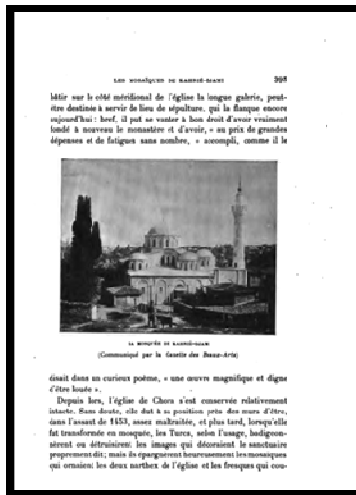 LES MOSAÏQUES DE KAHRIÉ-DJAMI 393
bâtir sur le côté méridional de l'église la longue galerie, peut-
être destinée à servir de lieu de sépulture, qui la flanque encore
aujourd'hui : bref, il put se vanter à bon droit d'avoir vraiment
fondé à nouveau le monastère et d'avoir, « au prix de grandes
dépenses et de fatigues sans nombre, » accompli, comme il le
LA MOSQUÉE DE KAHRIÉ-DJAMI
(Communiqué par la Gazette des Beaux-Arts)
disait dans un curieux poème, « une œuvre magnifique et digne
d'être louée ».
Depuis lors, l'église de Chora s'est conservée relativement
intacte. Sans doute, elle dut à sa position près des murs d'être,
dans l'assaut de 1453, assez maltraitée, et plus tard, lorsqu'elle
fut transformée en mosquée, les Turcs, selon l'usage, badigeon-
nèrent ou détruisirent les images qui décoraient le sanctuaire
proprement dit; mais ils épargnèrent heureusement les mosaïques
qui ornaient les deux narthex de l'église et les fresques qui cou-